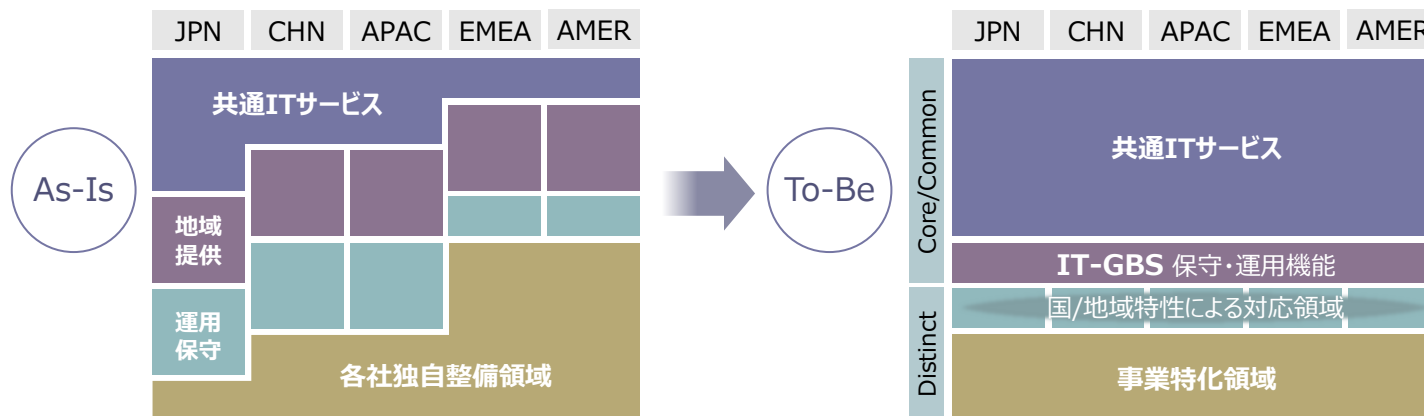 JPN CHN APAC EMEA AMER
共通ITサービス
As-Is
地域
提供
運用
保守
各社独自整備領域
JPN CHN APAC EMEA AMER
To-Be
Core/Common
共通ITサービス
IT-GBS 保守・運用機能
Distinct
国/地域特性による対応領域
事業特化領域